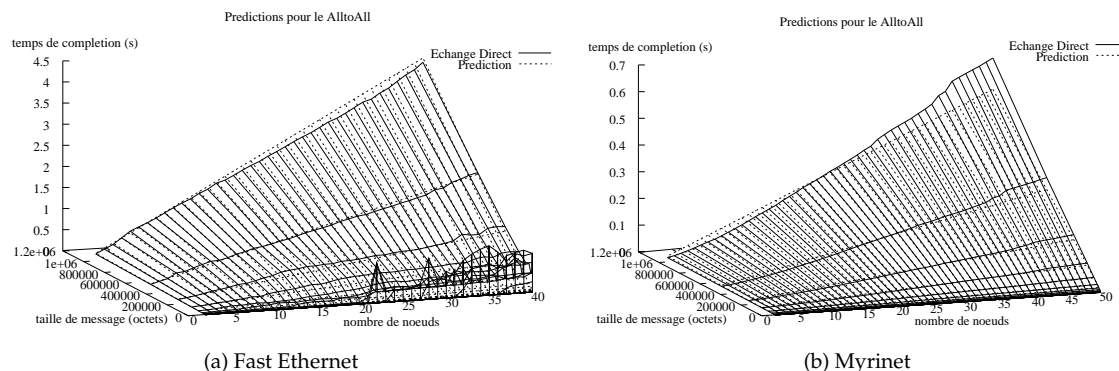 Predictions pour le AlltoAll
temps de completion (s)
Echange Direct
Prediction
4.5
4
3.5
3
2.5
2
1.5
1
0.5
0
1.2e+06
1e+06
800000
600000
400000
200000
0
taille de message (octets)
0
5
10
15
20
25
30
35
40
nombre de noeuds
(a) Fast Ethernet
Predictions pour le AlltoAll
temps de completion (s)
Echange Direct
Prediction
0.7
0.6
0.5
0.4
0.3
0.2
0.1
0
1.2e+06
1e+06
800000
600000
400000
200000
0
taille de message (octets)
0
5
10
15
20
25
30
35
40
45
50
nombre de noeuds
(b) Myrinet